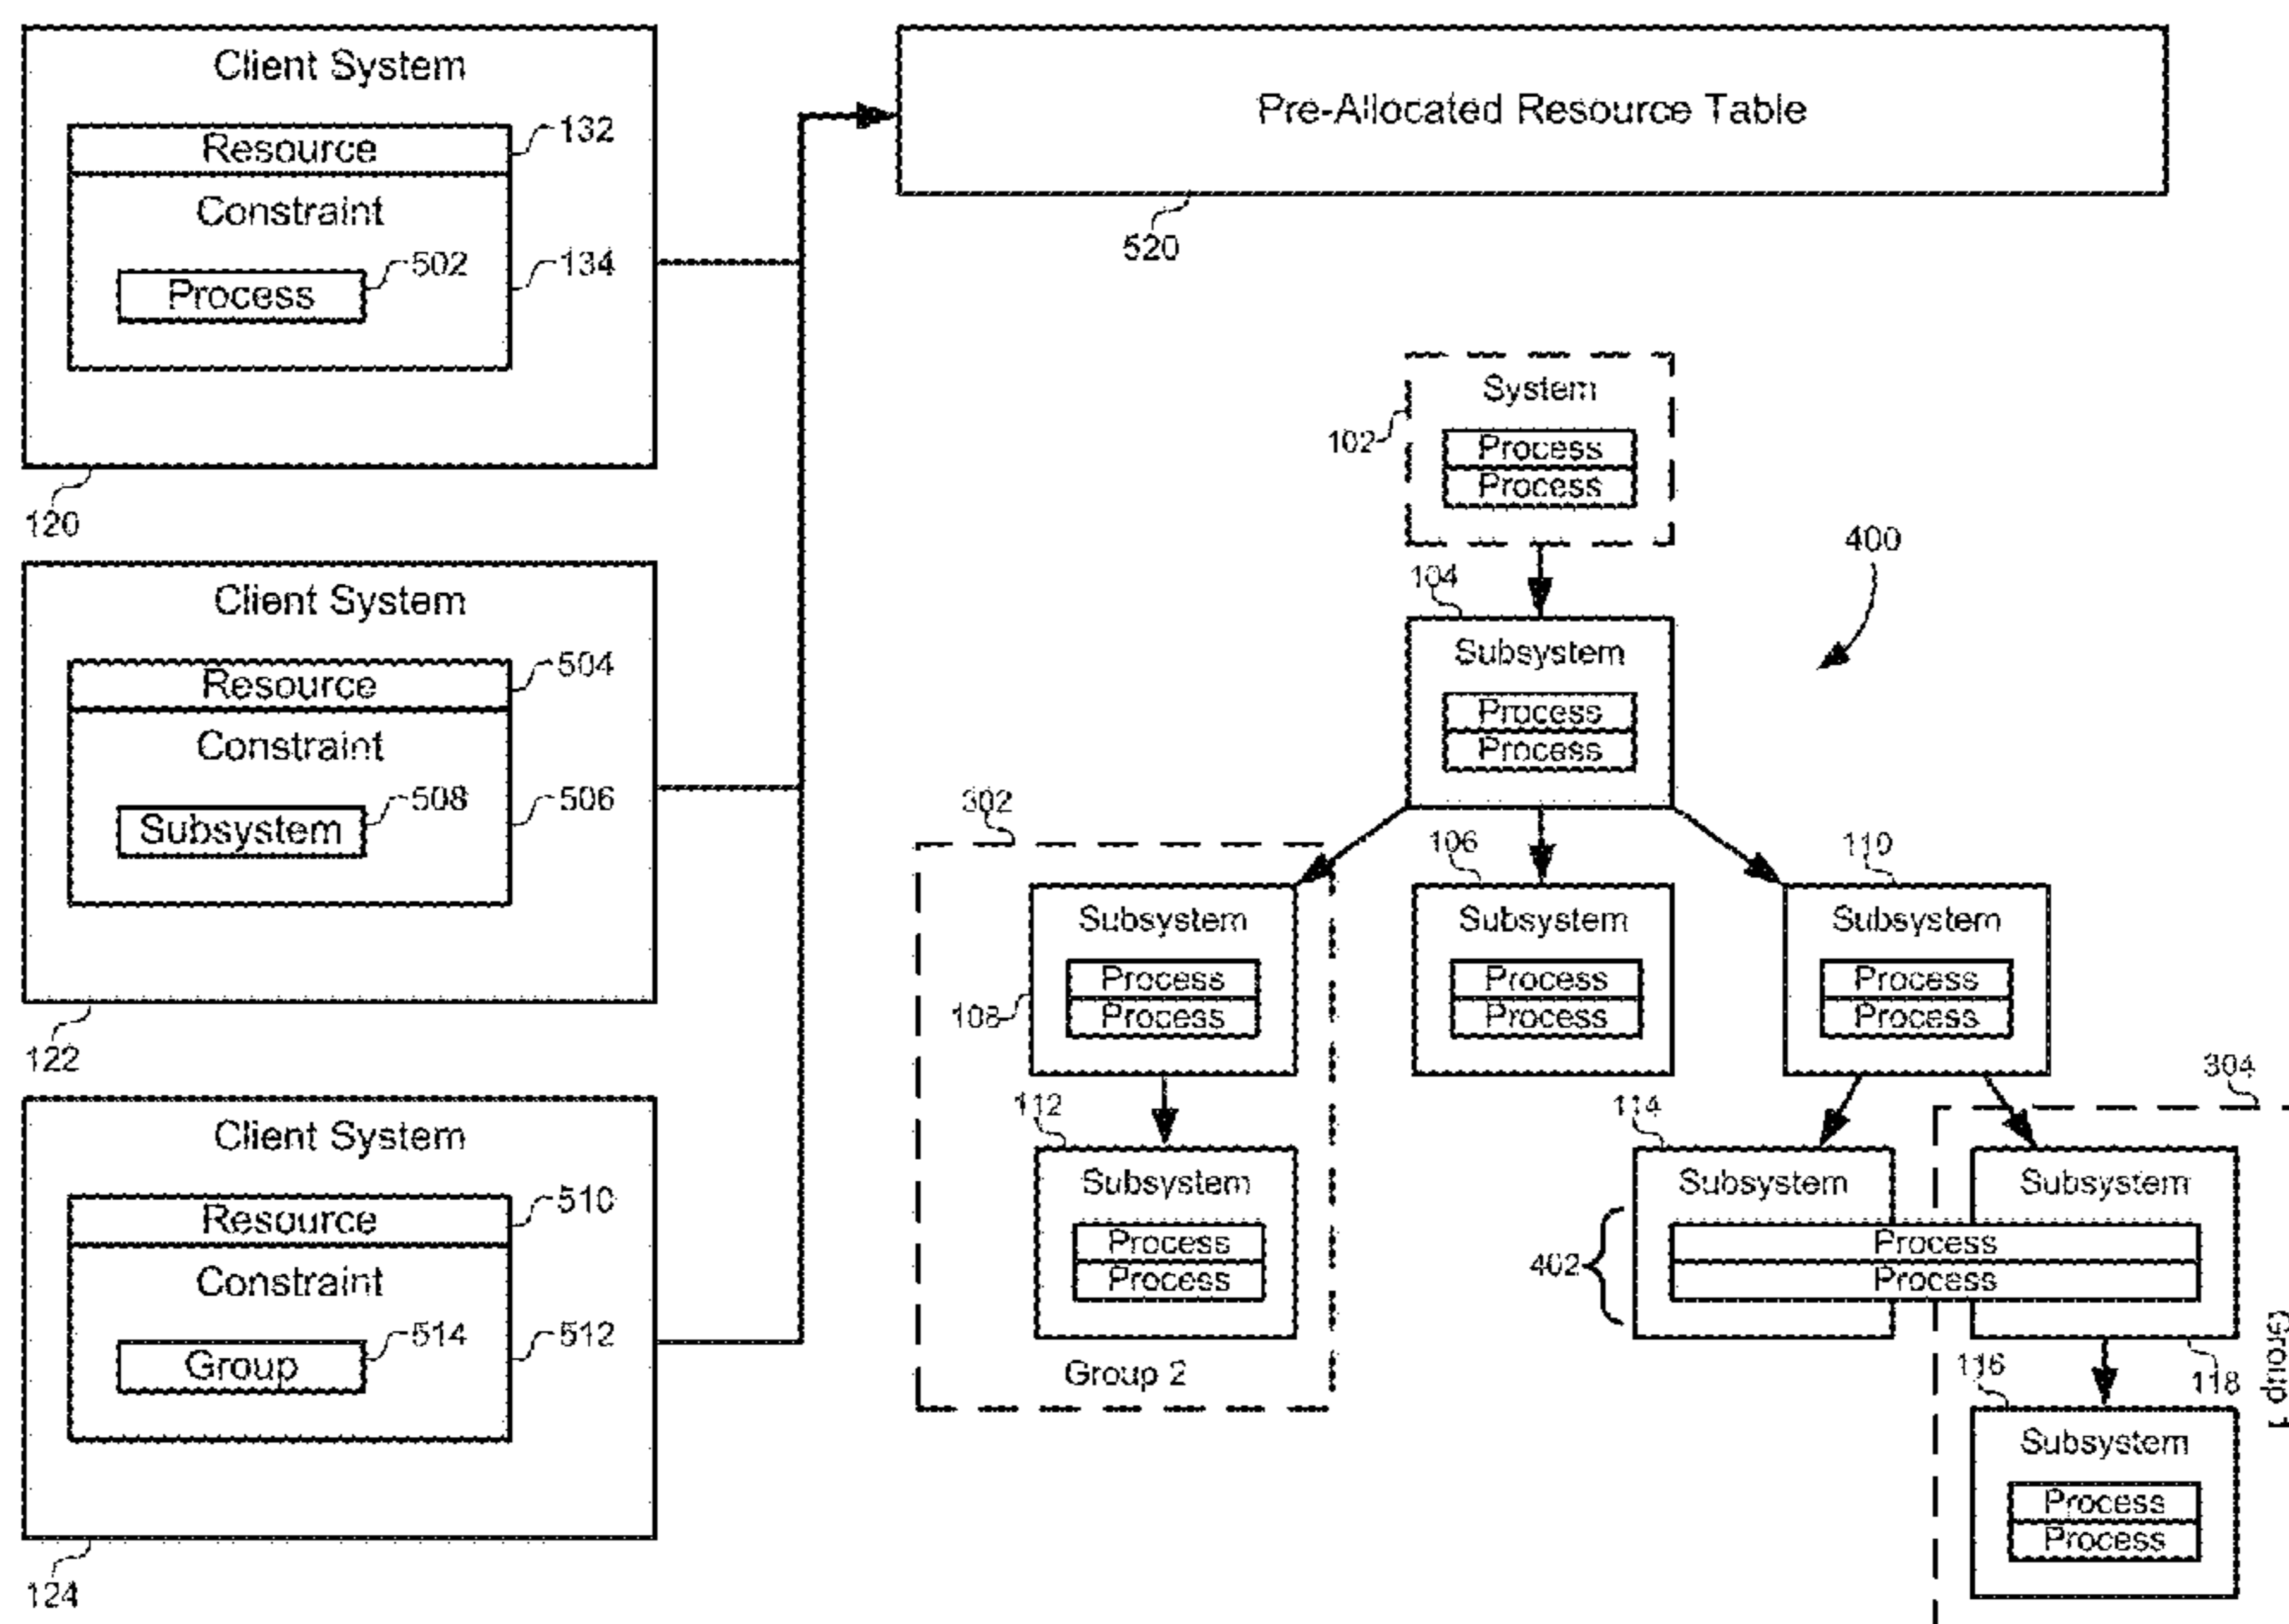 Client System
Resource
132
Constraint
134
Process
502
120
Client System
Resource
504
Constraint
506
Subsystem
508
122
Client System
Resource
510
Constraint
512
Group
514
124
Pre-Allocated Resource Table
520
System
102
Process
Process
400
104
Subsystem
Process
Process
302
108
Subsystem
Process
Process
106
Subsystem
Process
Process
110
Subsystem
Process
Process
112
Subsystem
Process
Process
Group 2
304
114
Subsystem
Subsystem
402
Process
Process
118
Group 1
116
Subsystem
Process
Process